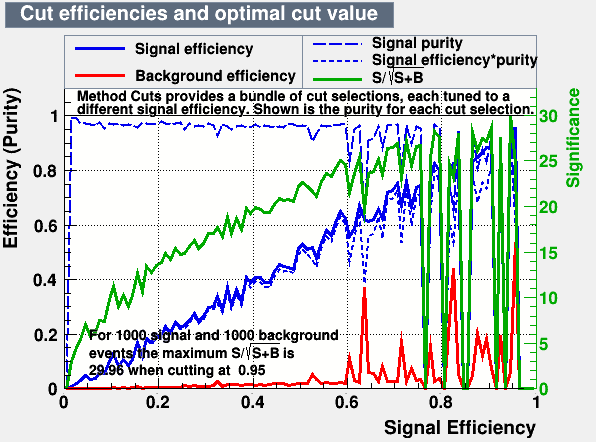 Cut efficiencies and optimal cut value
Signal efficiency
Background efficiency
Signal purity
Signal efficiency*purity
S/√S+B
Method Cuts provides a bundle of cut selections, each tuned to a
different signal efficiency. Shown is the purity for each cut selection.
Efficiency (Purity)
1
0.8
0.6
0.4
0.2
0
Significance
30
25
20
15
10
5
0
For 1000 signal and 1000 background
events the maximum S/√S+B is
29.96 when cutting at 0.95
0
0.2
0.4
0.6
0.8
1
Signal Efficiency